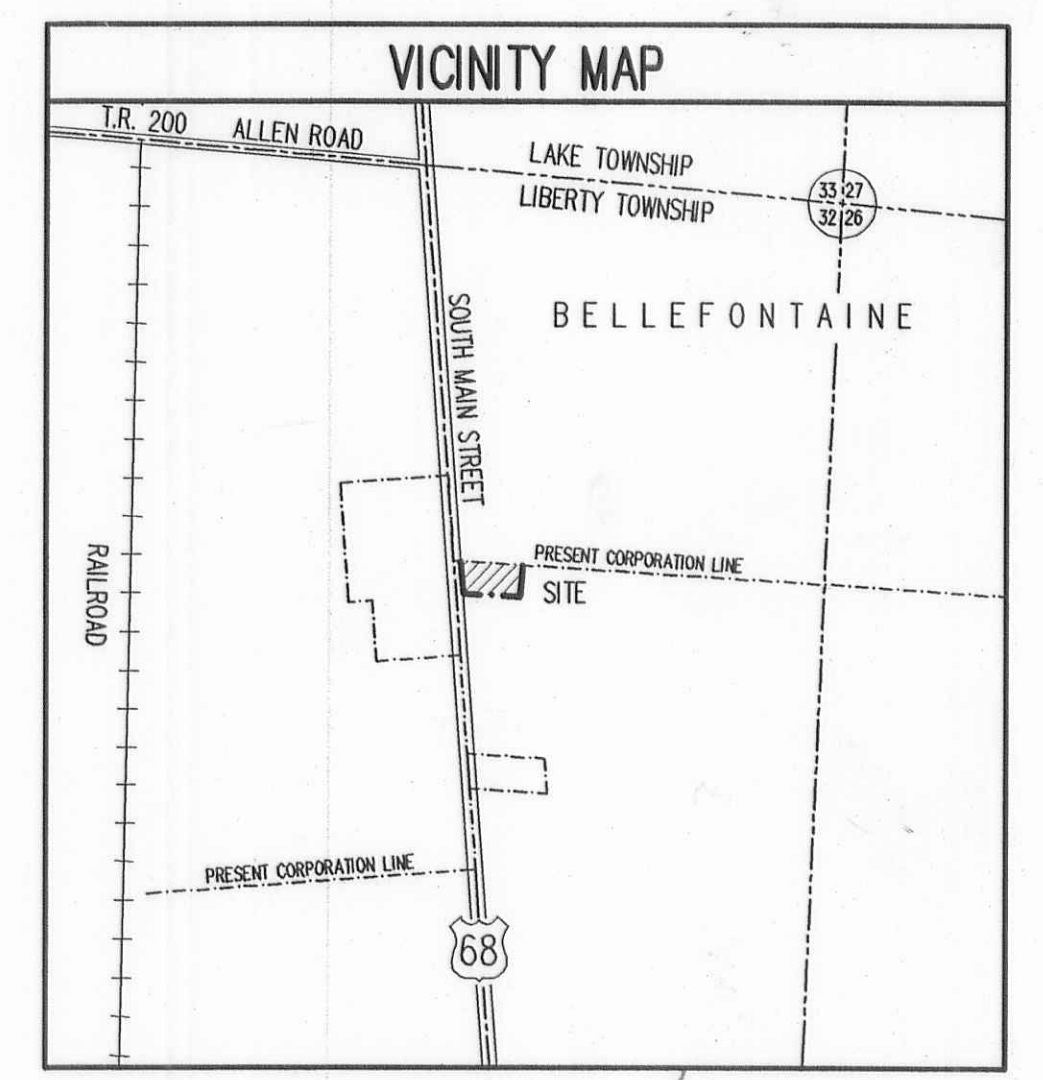 VICINITY MAP
T.R. 200 ALLEN ROAD
LAKE TOWNSHIP
LIBERTY TOWNSHIP
33 27
32 26
BELLEFONTAINE
SOUTH MAIN STREET
PRESENT CORPORATION LINE
SITE
RAILROAD
PRESENT CORPORATION LINE
68